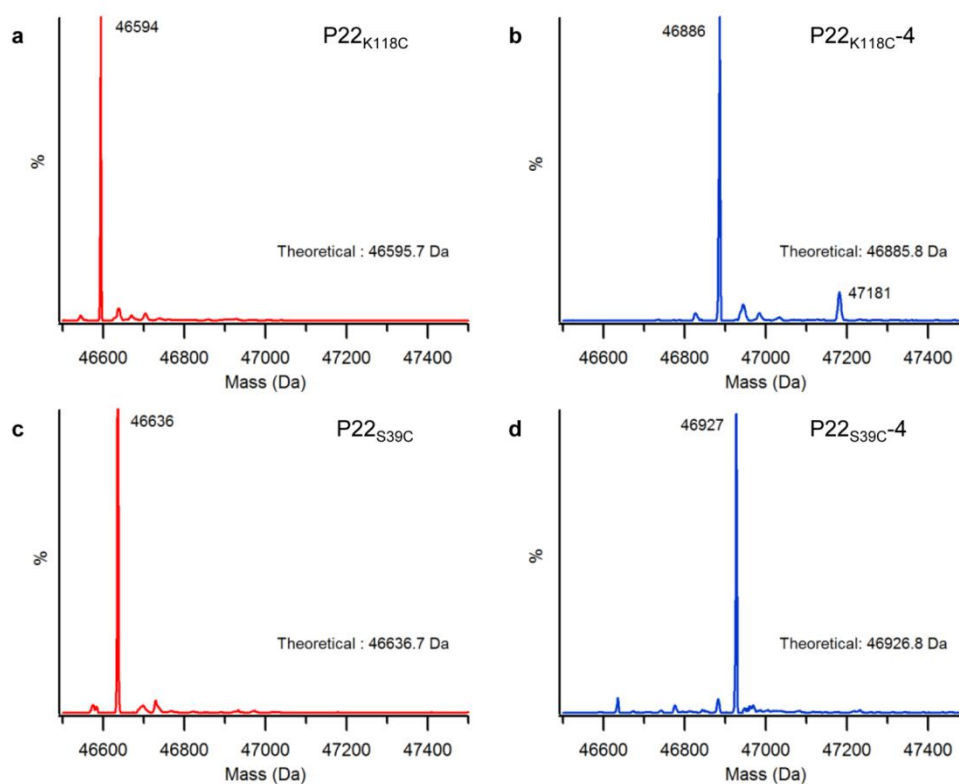 a
46594
P22K118C
%
Theoretical : 46595.7 Da
46600 46800 47000 47200 47400
Mass (Da)
b
46886
P22K118C-4
%
Theoretical: 46885.8 Da
47181
46600 46800 47000 47200 47400
Mass (Da)
c
46636
P22S39C
%
Theoretical : 46636.7 Da
46600 46800 47000 47200 47400
Mass (Da)
d
46927
P22S39C-4
%
Theoretical: 46926.8 Da
46600 46800 47000 47200 47400
Mass (Da)